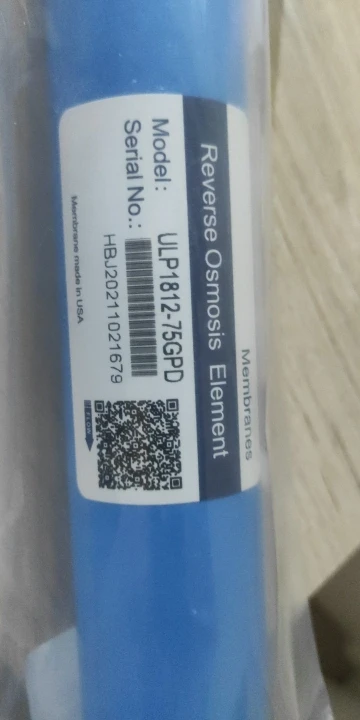 Membranes
Reverse Osmosis Element
Model: ULP1812-75GPD
Serial No.:
HBJ20211021679
Membrane made in USA